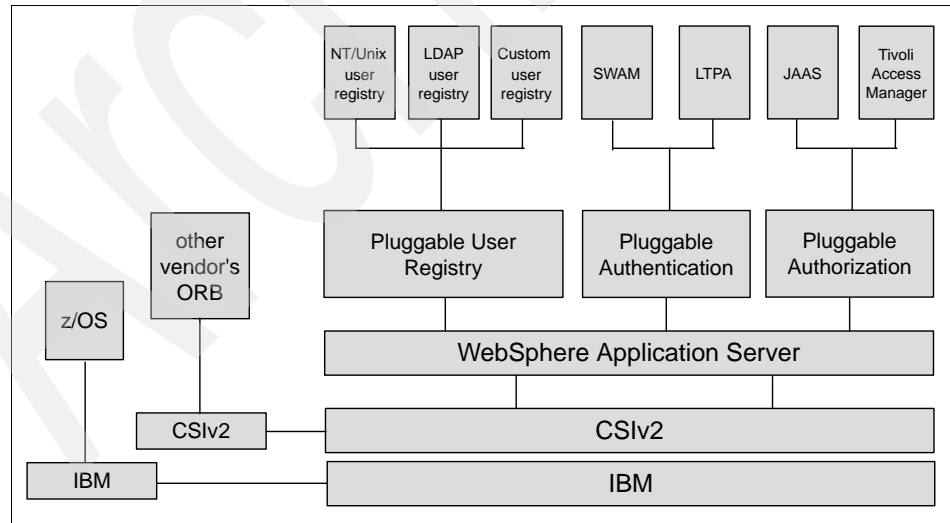 NT/Unix
user
registry
LDAP
user
registry
Custom
user
registry
SWAM
LTPA
JAAS
Tivoli
Access
Manager
Pluggable User
Registry
Pluggable
Authentication
Pluggable
Authorization
other
vendor's
ORB
z/OS
WebSphere Application Server
CSIv2
CSIv2
IBM
IBM